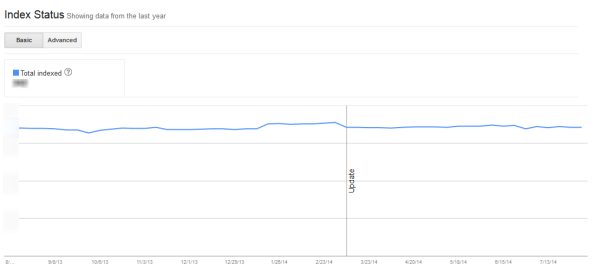 Index Status Showing data from the last year
Basic Advanced
Total indexed ?
Update
8/... 9/8/13 10/6/13 11/3/13 12/1/13 12/29/13 1/26/14 2/23/14 3/23/14 4/20/14 5/18/14 6/15/14 7/13/14